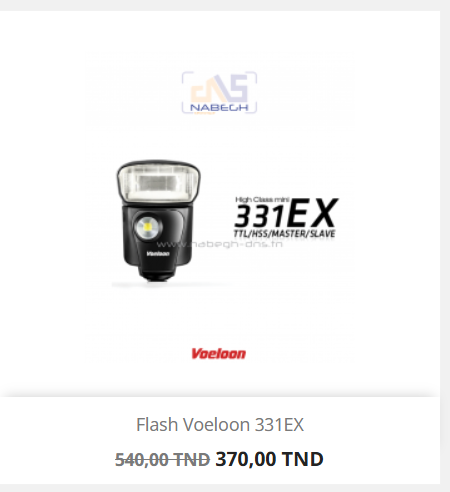 DNS
NABEGH
High Class mini
331EX
TTL/HSS/MASTER/SLAVE
www.nabegh-dns.tn
Voeloon
Voeloon
Flash Voeloon 331EX
540,00 TND 370,00 TND